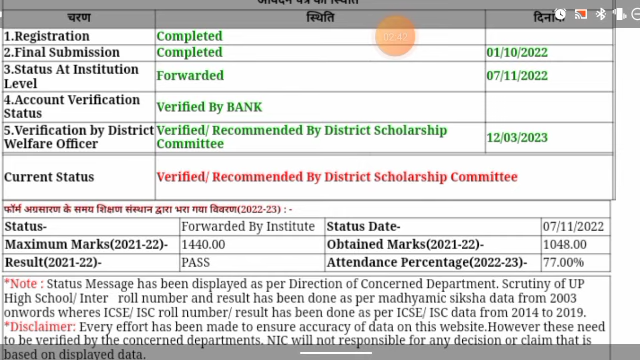 आवेदन पत्र की स्थिति
चरण स्थिति दिनांक
1.Registration Completed
2.Final Submission Completed 01/10/2022
3.Status At Institution Level Forwarded 07/11/2022
4.Account Verification Status Verified By BANK
5.Verification by District Welfare Officer Verified/ Recommended By District Scholarship Committee 12/03/2023
Current Status Verified/ Recommended By District Scholarship Committee
फॉर्म अग्रसारण के समय शिक्षण संस्थान द्वारा भरा गया विवरण(2022-23) : -
Status- Forwarded By Institute Status Date- 07/11/2022
Maximum Marks(2021-22)- 1440.00 Obtained Marks(2021-22)- 1048.00
Result(2021-22)- PASS Attendance Percentage(2022-23)- 77.00%
*Note : Status Message has been displayed as per Direction of Concerned Department. Scrutiny of UP
High School/ Inter roll number and result has been done as per madhyamic siksha data from 2003
onwords wheres ICSE/ ISC roll number/ result has been done as per ICSE/ ISC data from 2014 to 2019.
*Disclaimer: Every effort has been made to ensure accuracy of data on this website.However these need
to be verified by the concerned departments. NIC will not responsible for any decision or claim that is
based on displayed data.
02:40